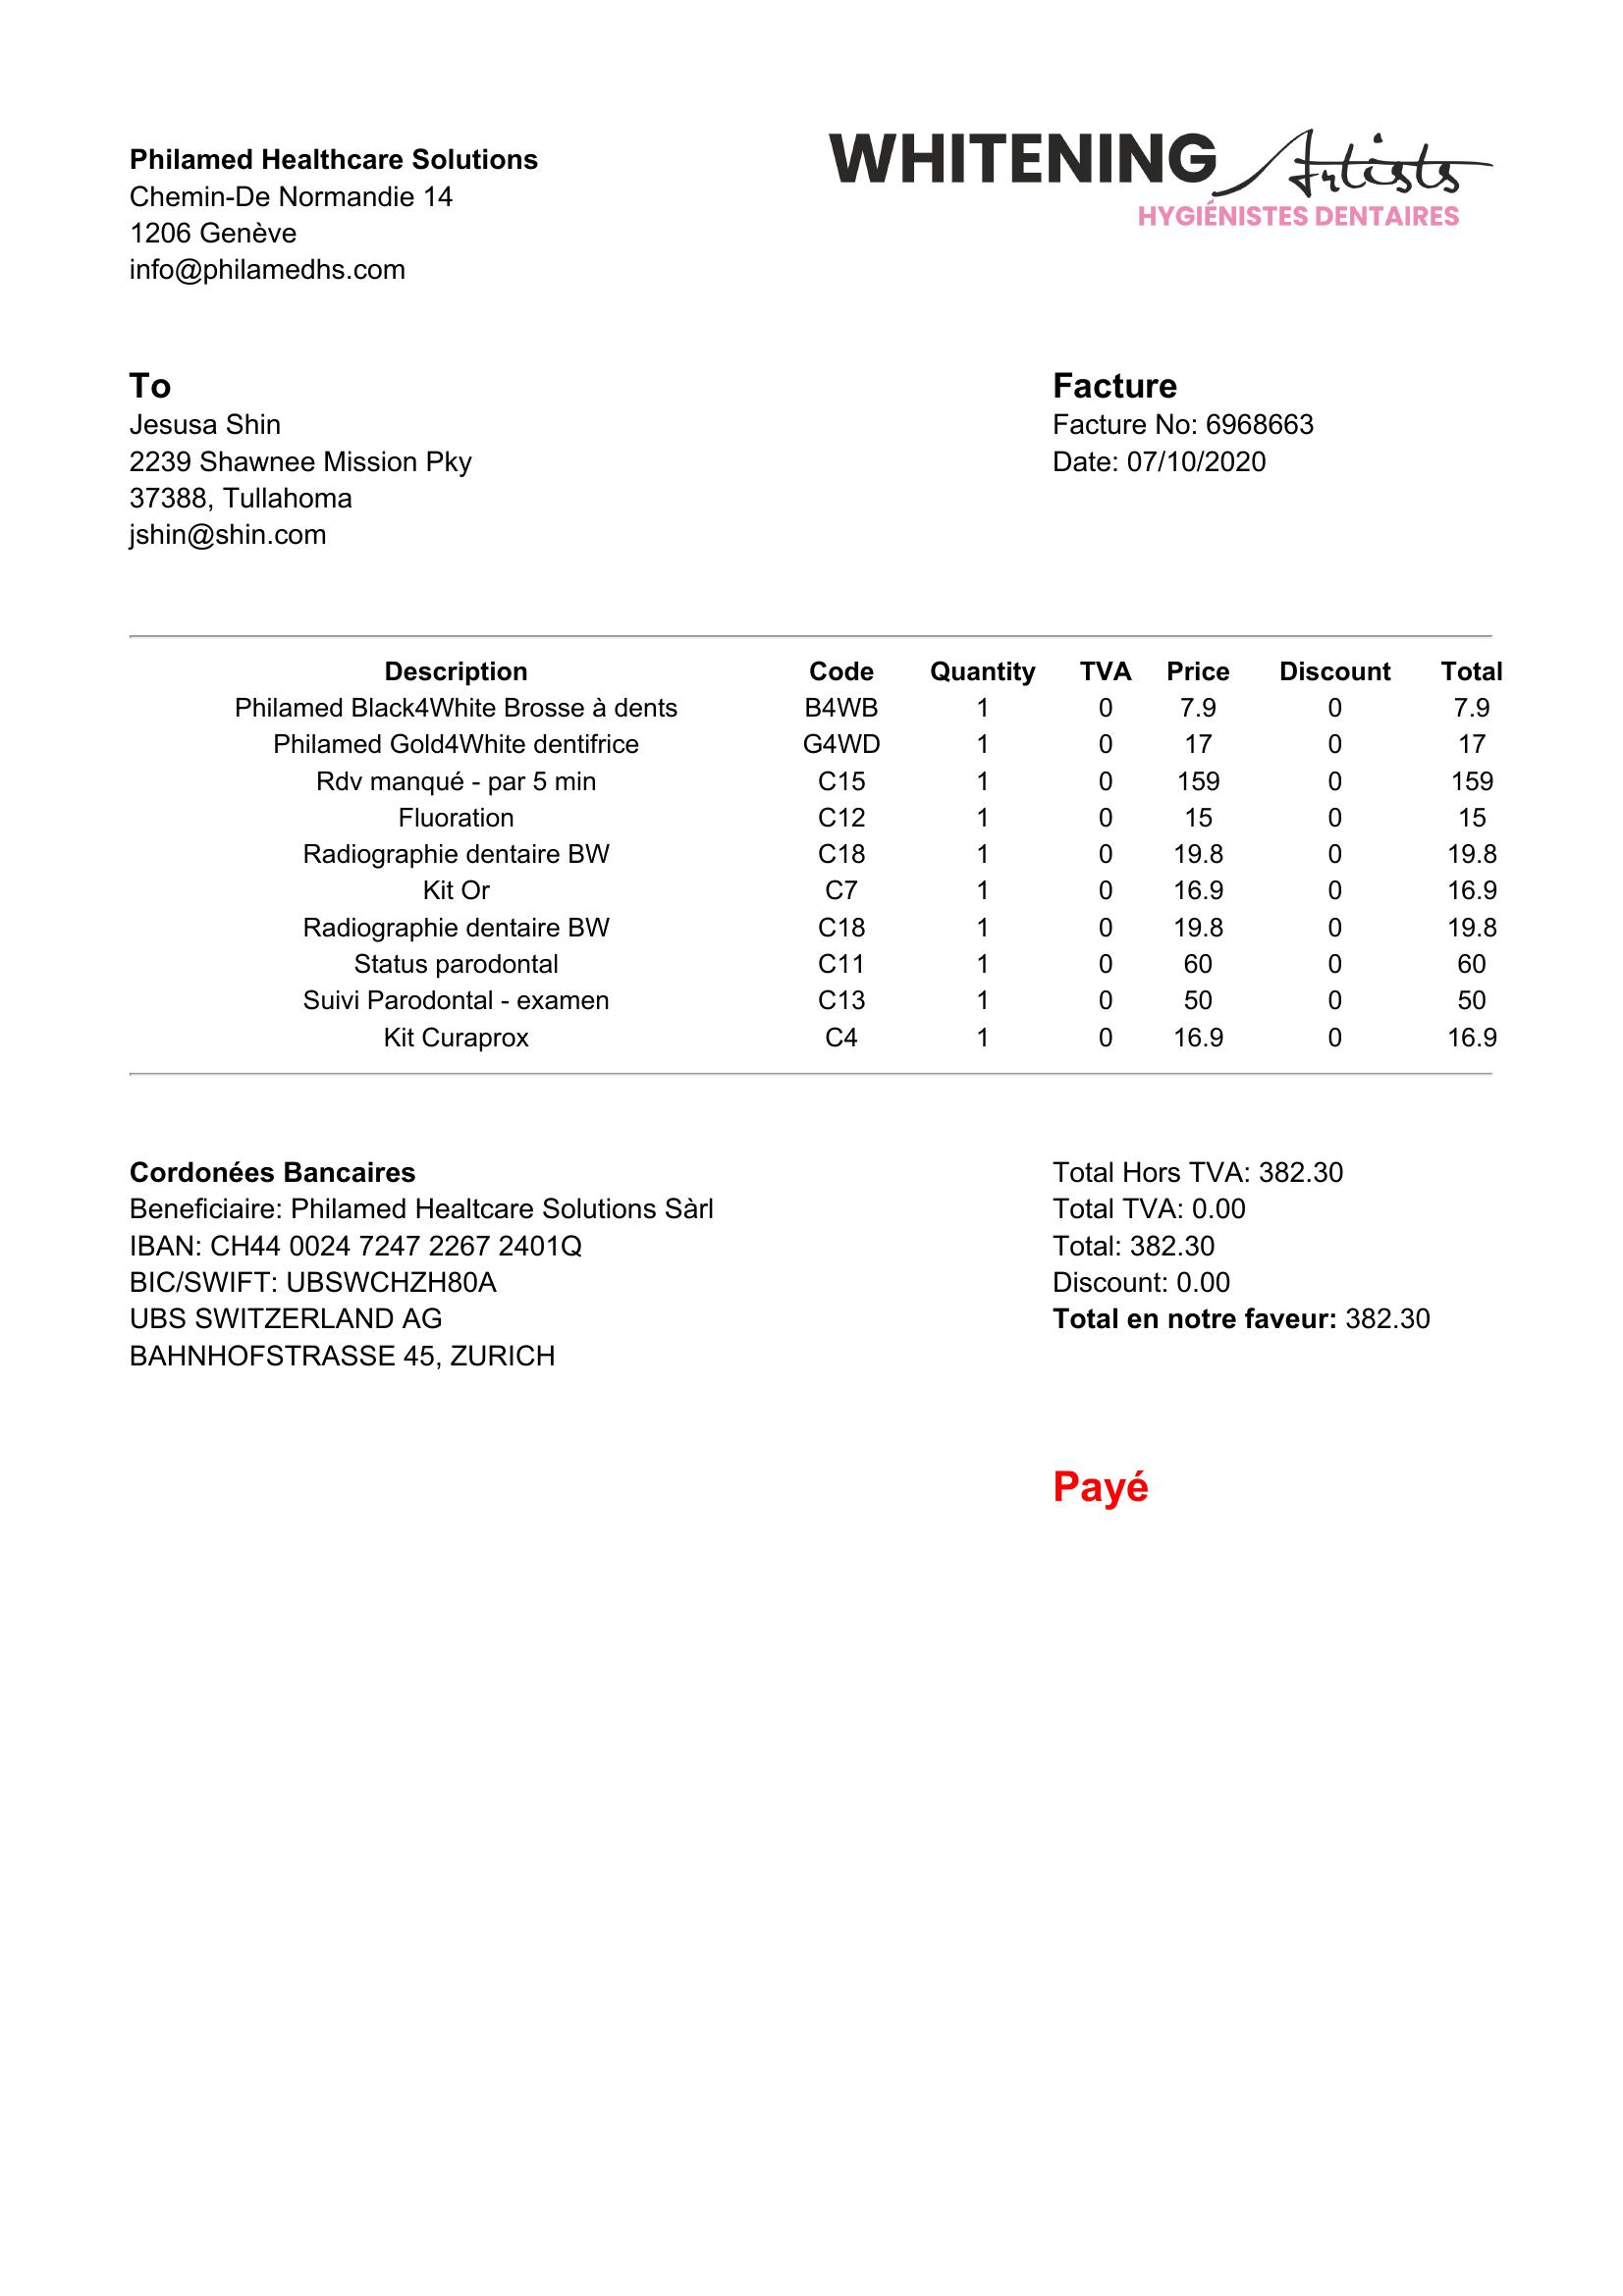 Philamed Healthcare Solutions
Chemin-De Normandie 14
1206 Genève
info@philamedhs.com
WHITENING Artists
HYGIÉNISTES DENTAIRES
To
Jesusa Shin
2239 Shawnee Mission Pky
37388, Tullahoma
jshin@shin.com
Facture
Facture No: 6968663
Date: 07/10/2020
Description Code Quantity TVA Price Discount Total
Philamed Black4White Brosse à dents B4WB 1 0 7.9 0 7.9
Philamed Gold4White dentifrice G4WD 1 0 17 0 17
Rdv manqué - par 5 min C15 1 0 159 0 159
Fluoration C12 1 0 15 0 15
Radiographie dentaire BW C18 1 0 19.8 0 19.8
Kit Or C7 1 0 16.9 0 16.9
Radiographie dentaire BW C18 1 0 19.8 0 19.8
Status parodontal C11 1 0 60 0 60
Suivi Parodontal - examen C13 1 0 50 0 50
Kit Curaprox C4 1 0 16.9 0 16.9
Cordonées Bancaires
Beneficiaire: Philamed Healtcare Solutions Sàrl
IBAN: CH44 0024 7247 2267 2401Q
BIC/SWIFT: UBSWCHZH80A
UBS SWITZERLAND AG
BAHNHOFSTRASSE 45, ZURICH
Total Hors TVA: 382.30
Total TVA: 0.00
Total: 382.30
Discount: 0.00
Total en notre faveur: 382.30
Payé